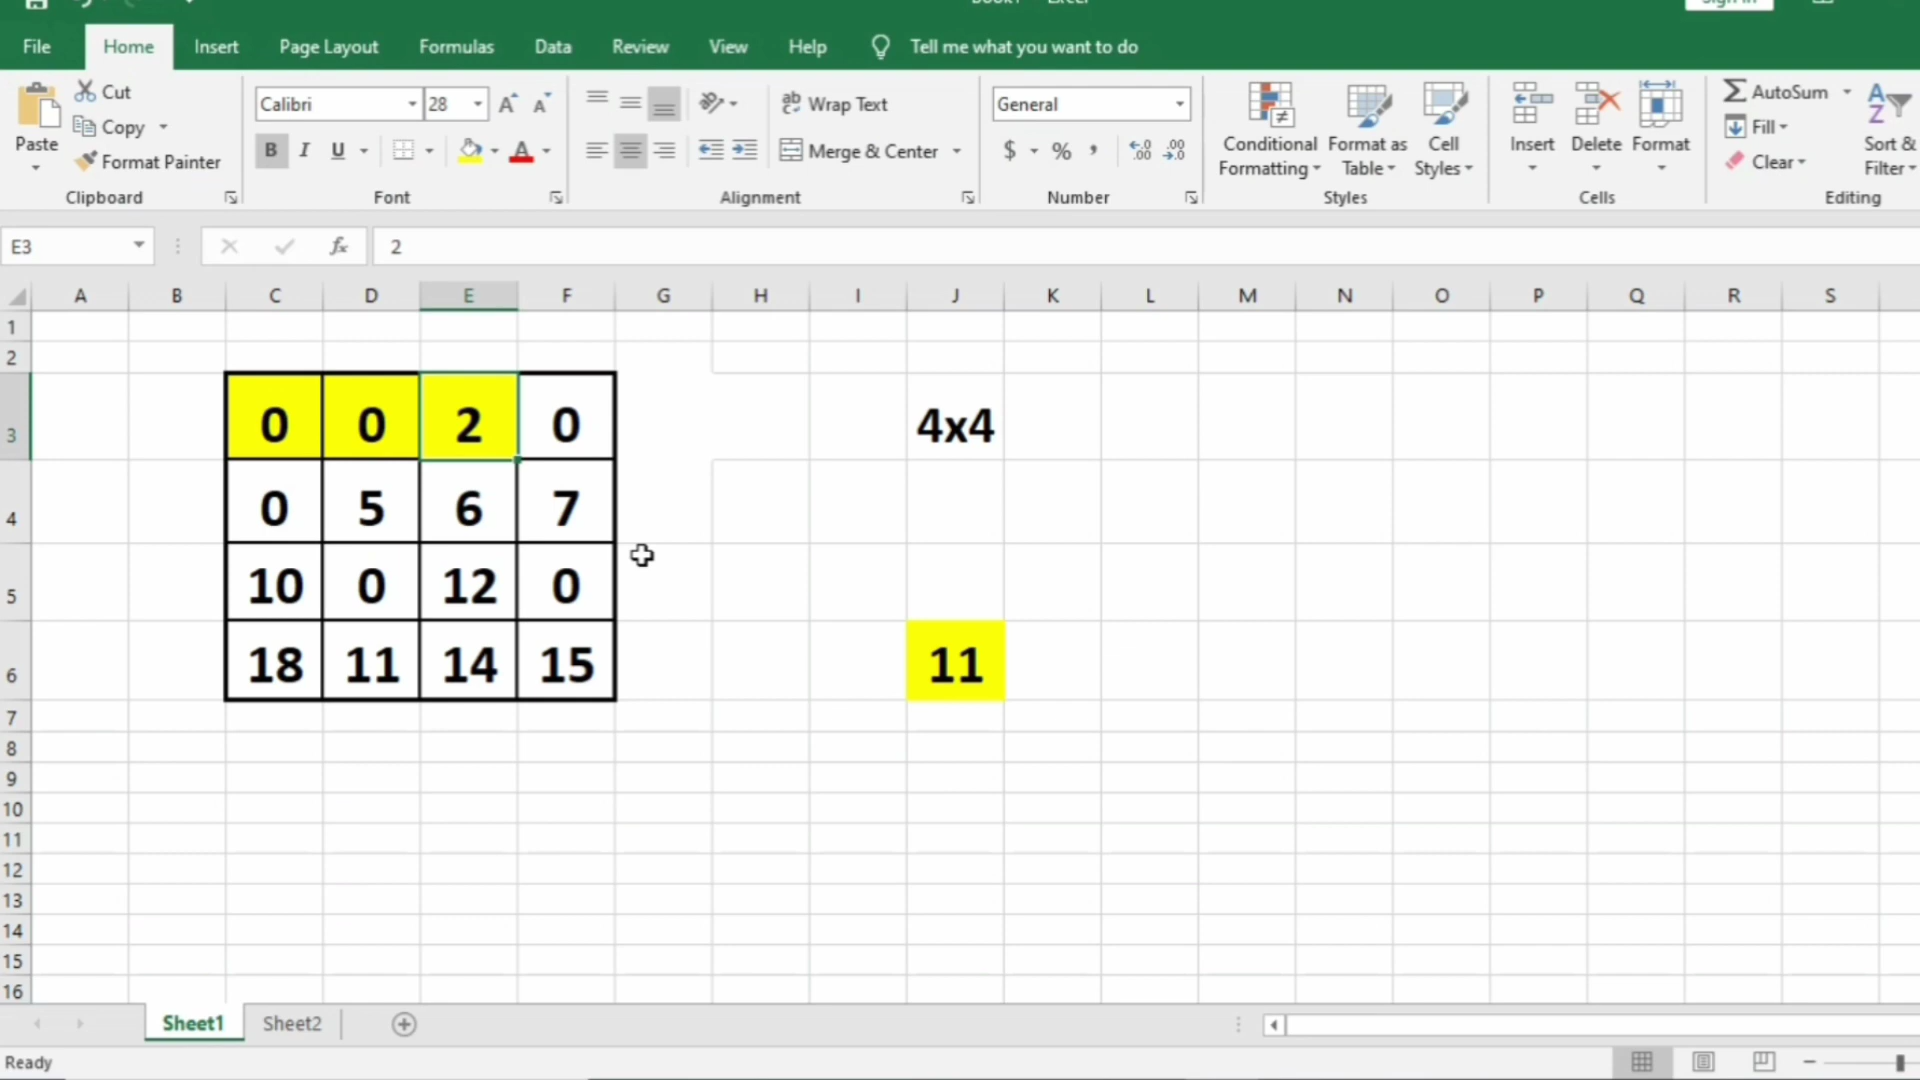 File Home Insert Page Layout Formulas Data Review View Help Tell me what you want to do
Paste Cut Copy Format Painter
Calibri 28 A A
B I U A
Wrap Text
Merge & Center
General
$ % , .00 .00
Conditional Formatting
Format as Table
Cell Styles
Insert Delete Format
AutoSum
Fill
Clear
Sort & Filter
Clipboard Font Alignment Number Styles Cells Editing
E3 fx 2
A B C D E F G H I J K L M N O P Q R S
1
2
3 0 0 2 0 4x4
4 0 5 6 7
5 10 0 12 0
6 18 11 14 15 11
7
8
9
10
11
12
13
14
15
16
Sheet1 Sheet2
Ready